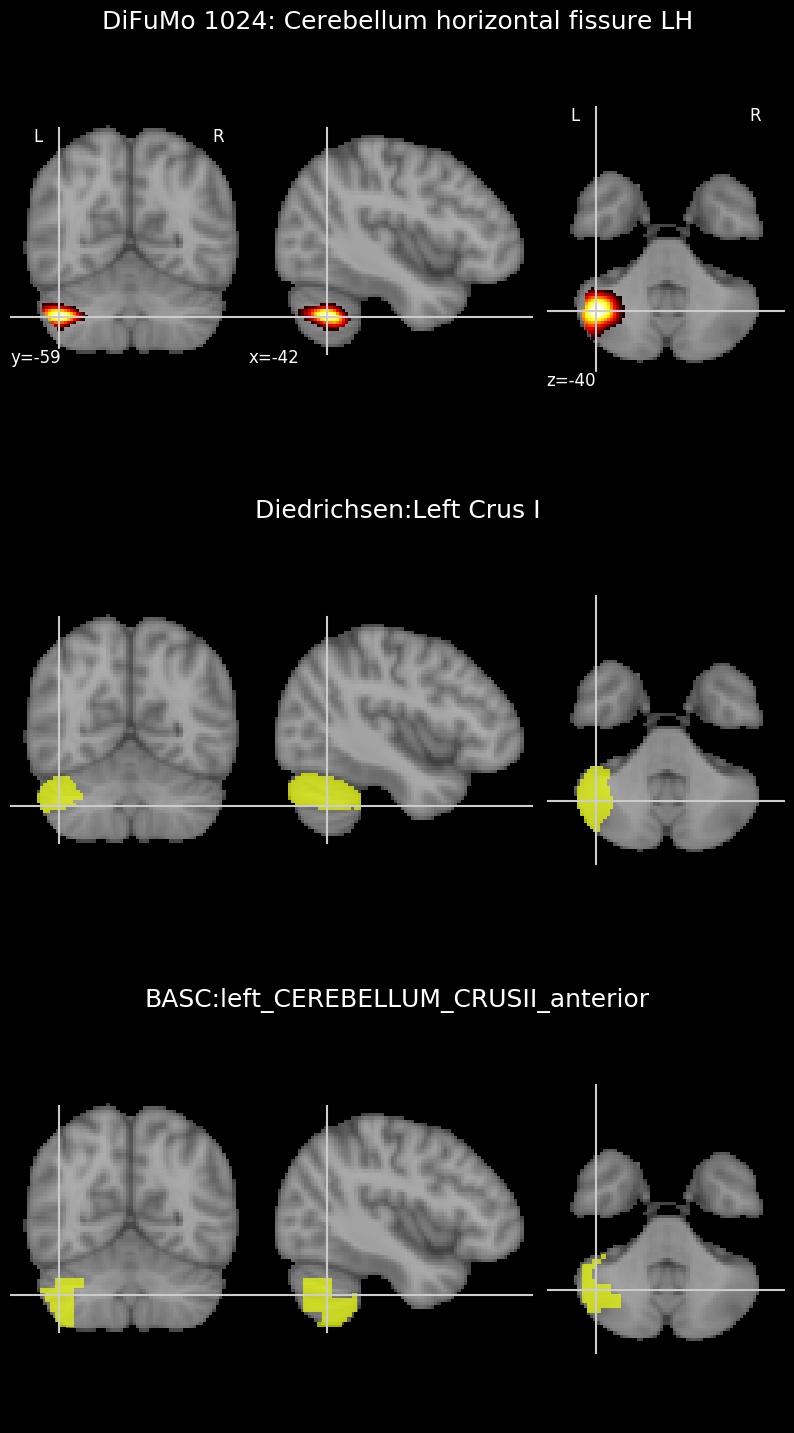 DiFuMo 1024: Cerebellum horizontal fissure LH
L R L R
y=-59 x=-42 z=-40
Diedrichsen:Left Crus I
BASC:left_CEREBELLUM_CRUSII_anterior